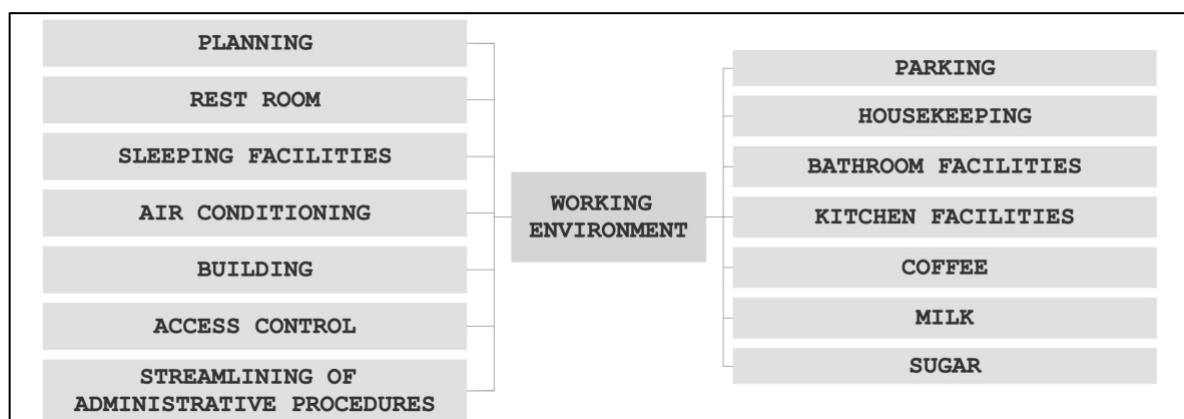 PLANNING
REST ROOM
SLEEPING FACILITIES
AIR CONDITIONING
BUILDING
ACCESS CONTROL
STREAMLINING OF
ADMINISTRATIVE PROCEDURES
WORKING
ENVIRONMENT
PARKING
HOUSEKEEPING
BATHROOM FACILITIES
KITCHEN FACILITIES
COFFEE
MILK
SUGAR